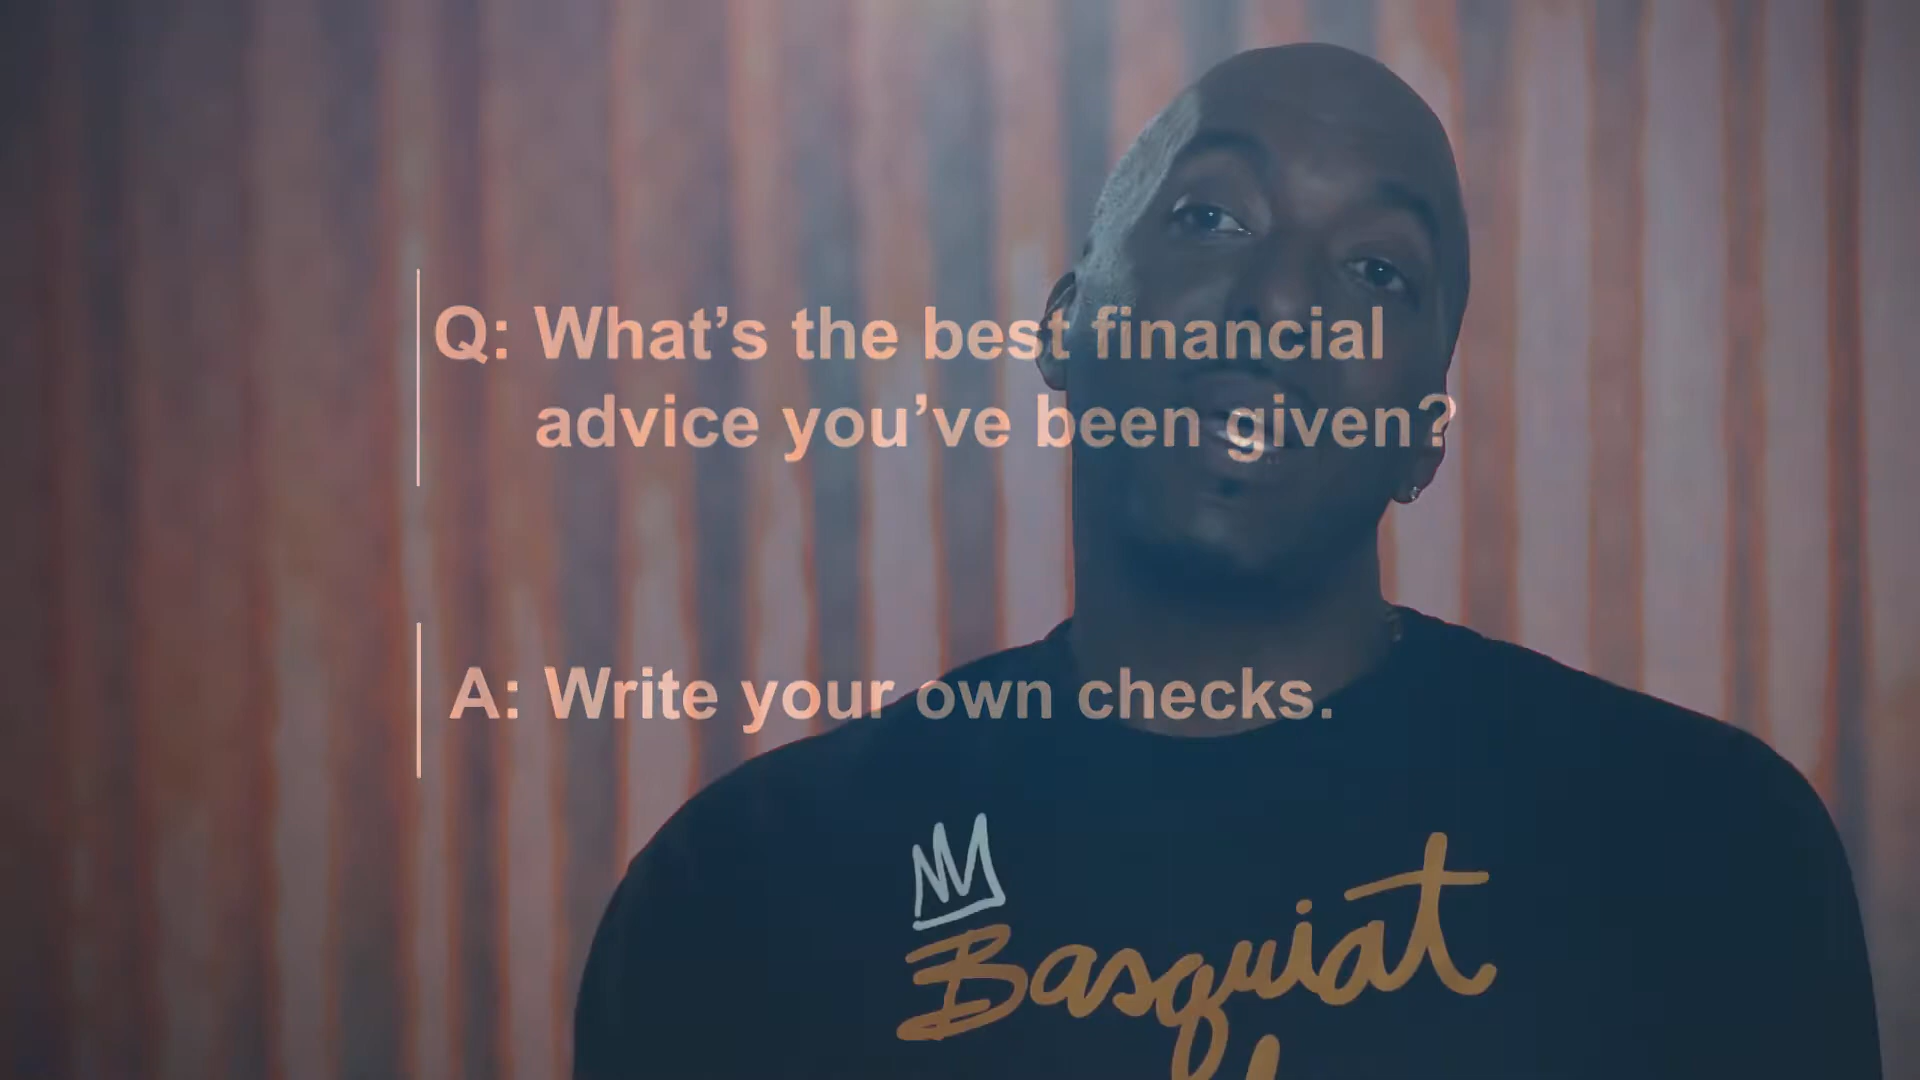 Q: What’s the best financial
advice you’ve been given?
A: Write your own checks.
Basquiat